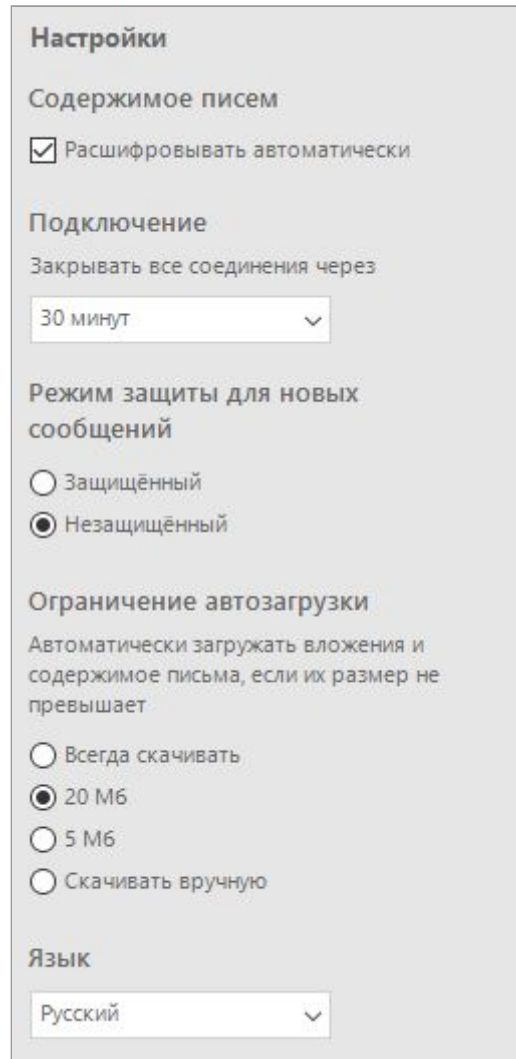 Настройки
Содержимое писем
Расшифровывать автоматически
Подключение
Закрывать все соединения через
30 минут
Режим защиты для новых
сообщений
Защищённый
Незащищённый
Ограничение автозагрузки
Автоматически загружать вложения и
содержимое письма, если их размер не
превышает
Всегда скачивать
20 Мб
5 Мб
Скачивать вручную
Язык
Русский